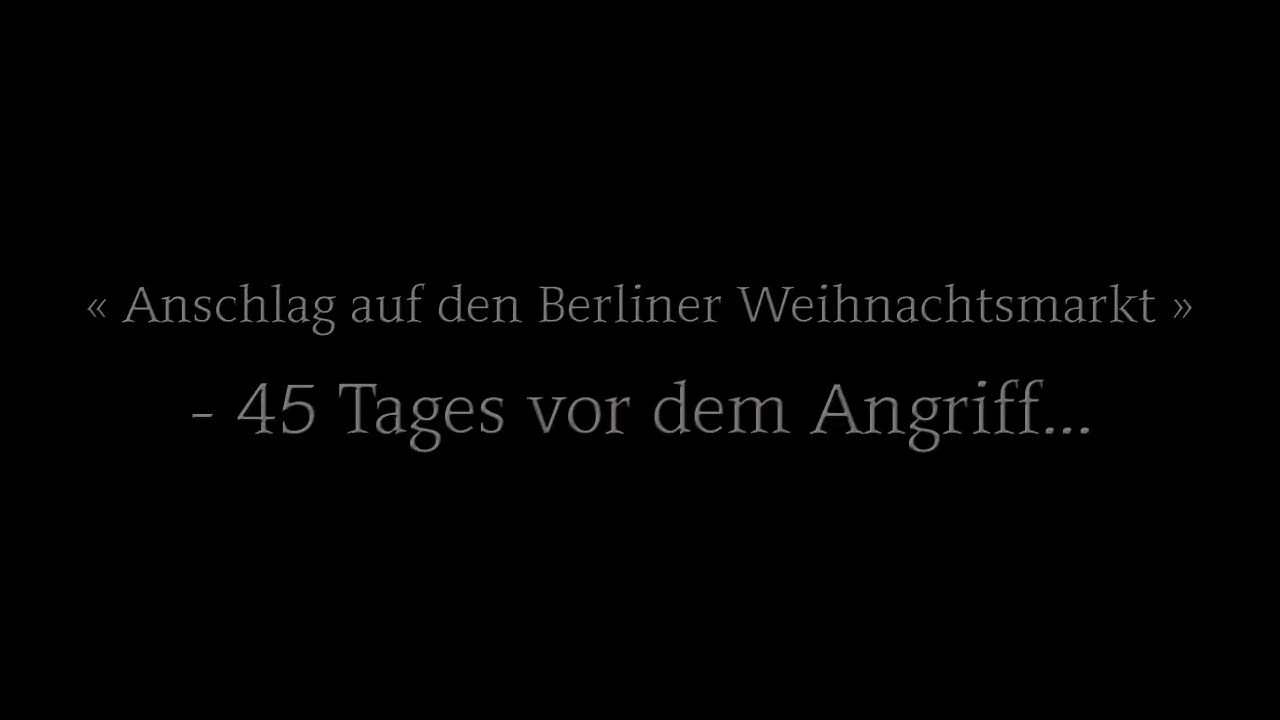 « Anschlag auf den Berliner Weihnachtsmarkt »
- 45 Tages vor dem Angriff...